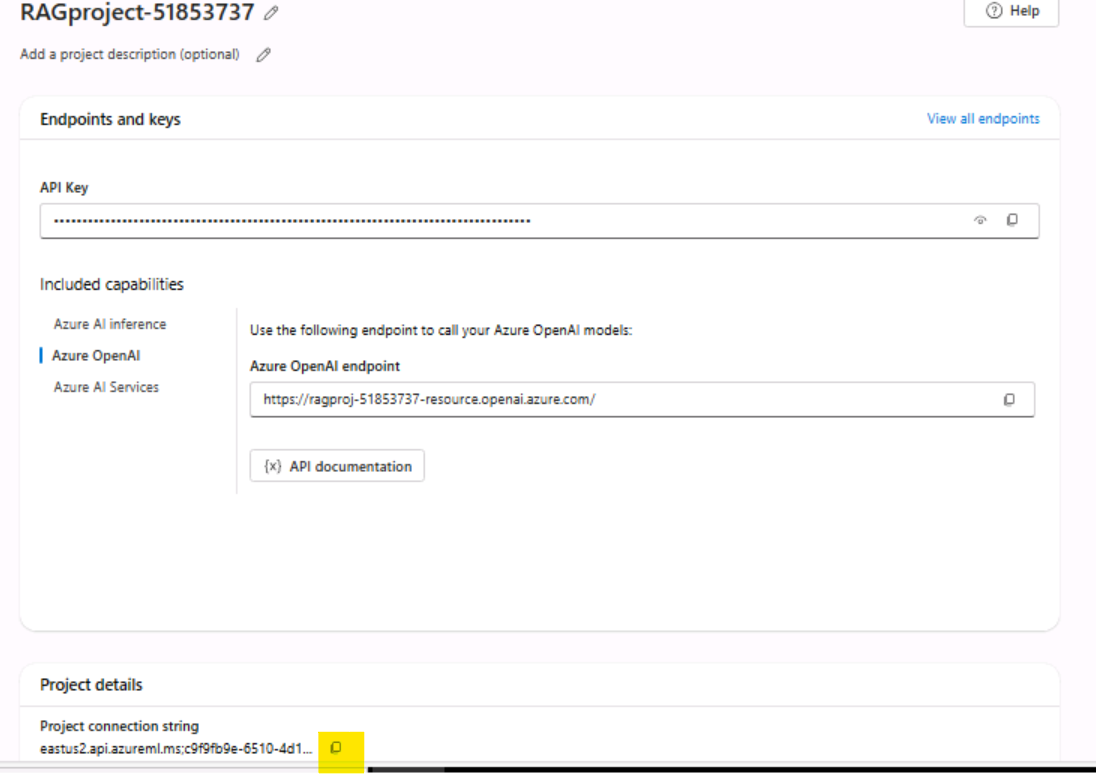 RAGproject-51853737
Help
Add a project description (optional)
Endpoints and keys
View all endpoints
API Key
Included capabilities
Azure AI inference
Azure OpenAI
Azure AI Services
Use the following endpoint to call your Azure OpenAI models:
Azure OpenAI endpoint
https://ragproj-51853737-resource.openai.azure.com/
{x} API documentation
Project details
Project connection string
eastus2.api.azureml.ms;c9f9fb9e-6510-4d1...